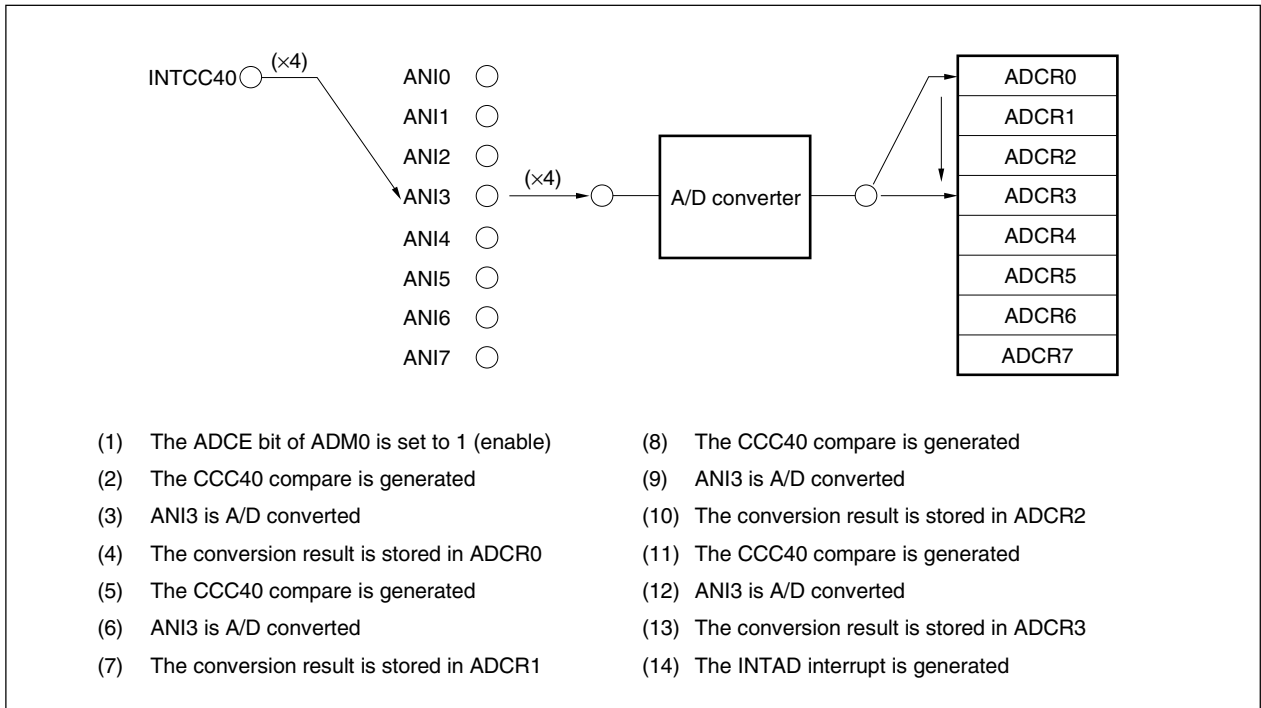 INTCC40
(×4)
ANI0
ANI1
ANI2
ANI3
ANI4
ANI5
ANI6
ANI7
(×4)
A/D converter
ADCR0
ADCR1
ADCR2
ADCR3
ADCR4
ADCR5
ADCR6
ADCR7
(1) The ADCE bit of ADM0 is set to 1 (enable)
(2) The CCC40 compare is generated
(3) ANI3 is A/D converted
(4) The conversion result is stored in ADCR0
(5) The CCC40 compare is generated
(6) ANI3 is A/D converted
(7) The conversion result is stored in ADCR1
(8) The CCC40 compare is generated
(9) ANI3 is A/D converted
(10) The conversion result is stored in ADCR2
(11) The CCC40 compare is generated
(12) ANI3 is A/D converted
(13) The conversion result is stored in ADCR3
(14) The INTAD interrupt is generated